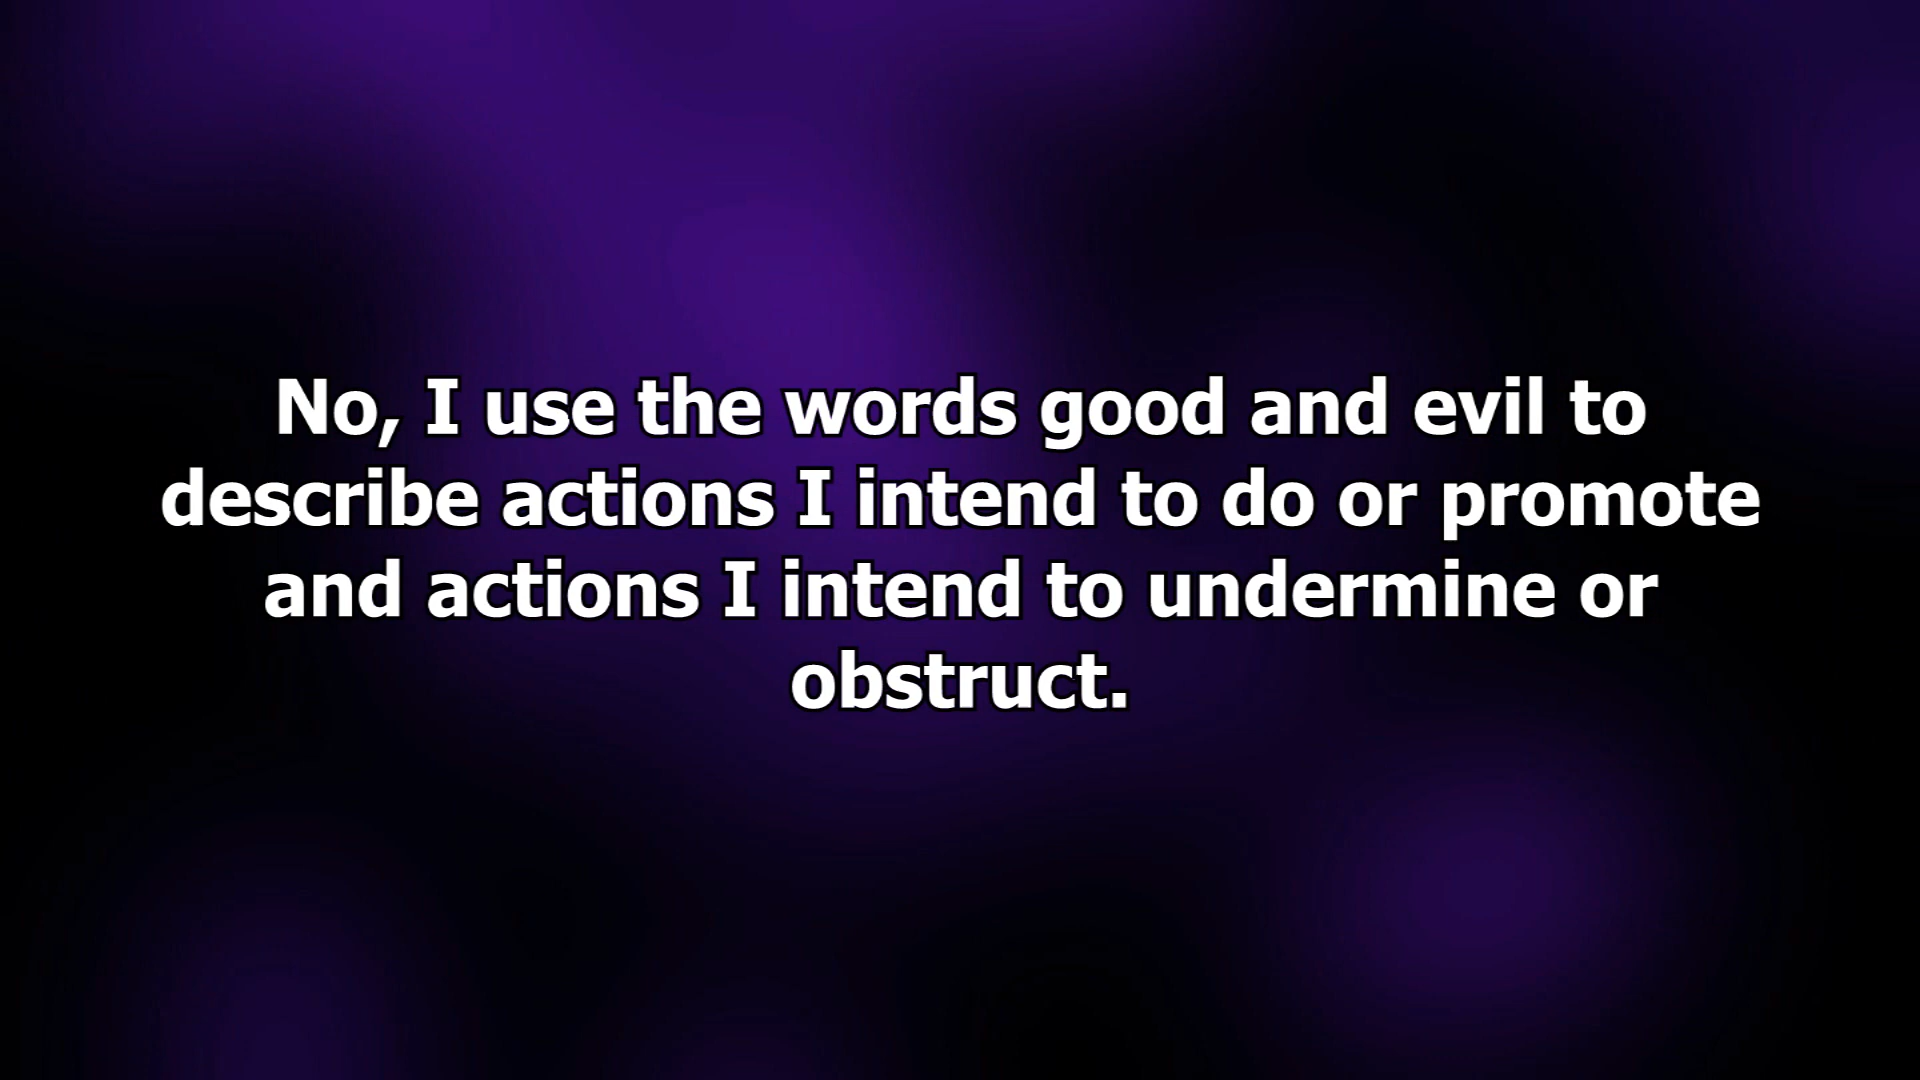 No, I use the words good and evil to
describe actions I intend to do or promote
and actions I intend to undermine or
obstruct.